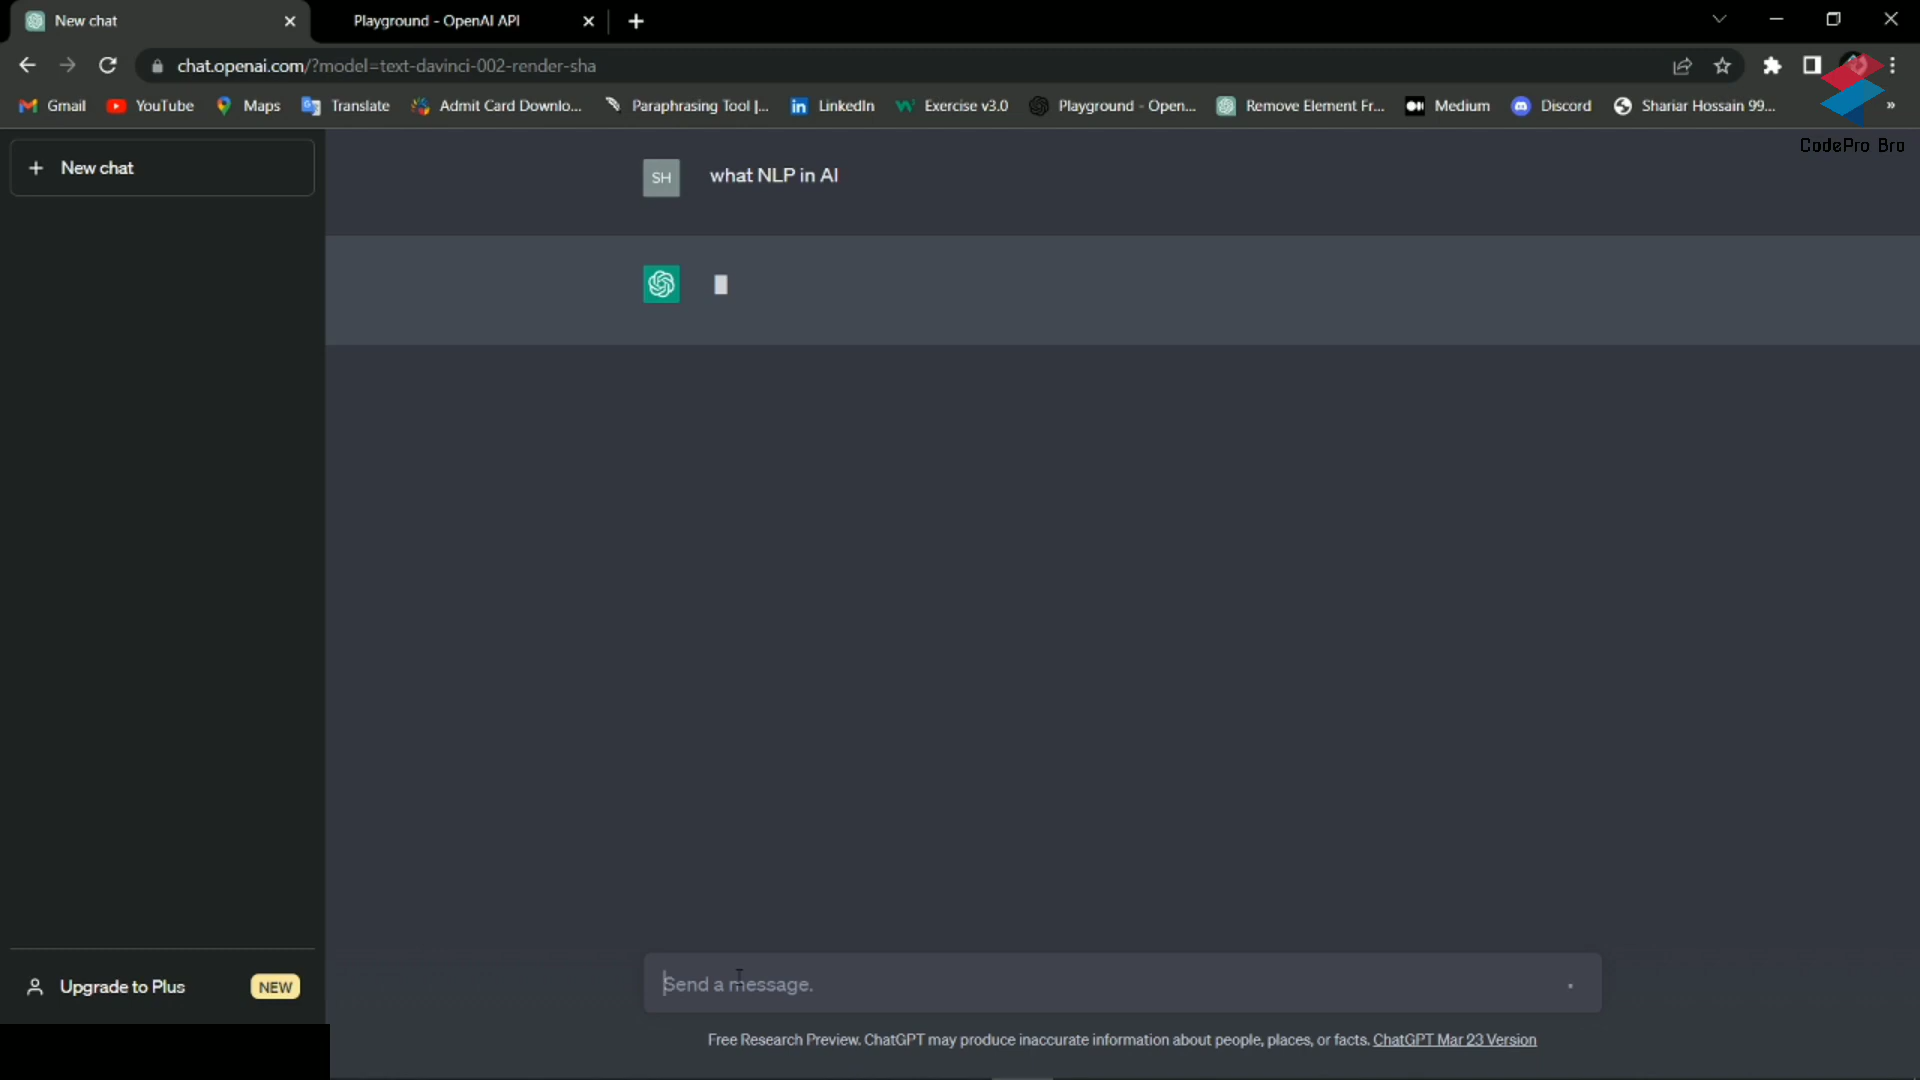 New chat
Playground - OpenAI API
chat.openai.com/?model=text-davinci-002-render-sha
Gmail
YouTube
Maps
Translate
Admit Card Downlo...
Paraphrasing Tool |...
LinkedIn
Exercise v3.0
Playground - Open...
Remove Element Fr...
Medium
Discord
Shariar Hossain 99...
»
CodePro Bro
+ New chat
SH
what NLP in AI
Upgrade to Plus
NEW
Send a message.
Free Research Preview. ChatGPT may produce inaccurate information about people, places, or facts. ChatGPT Mar 23 Version